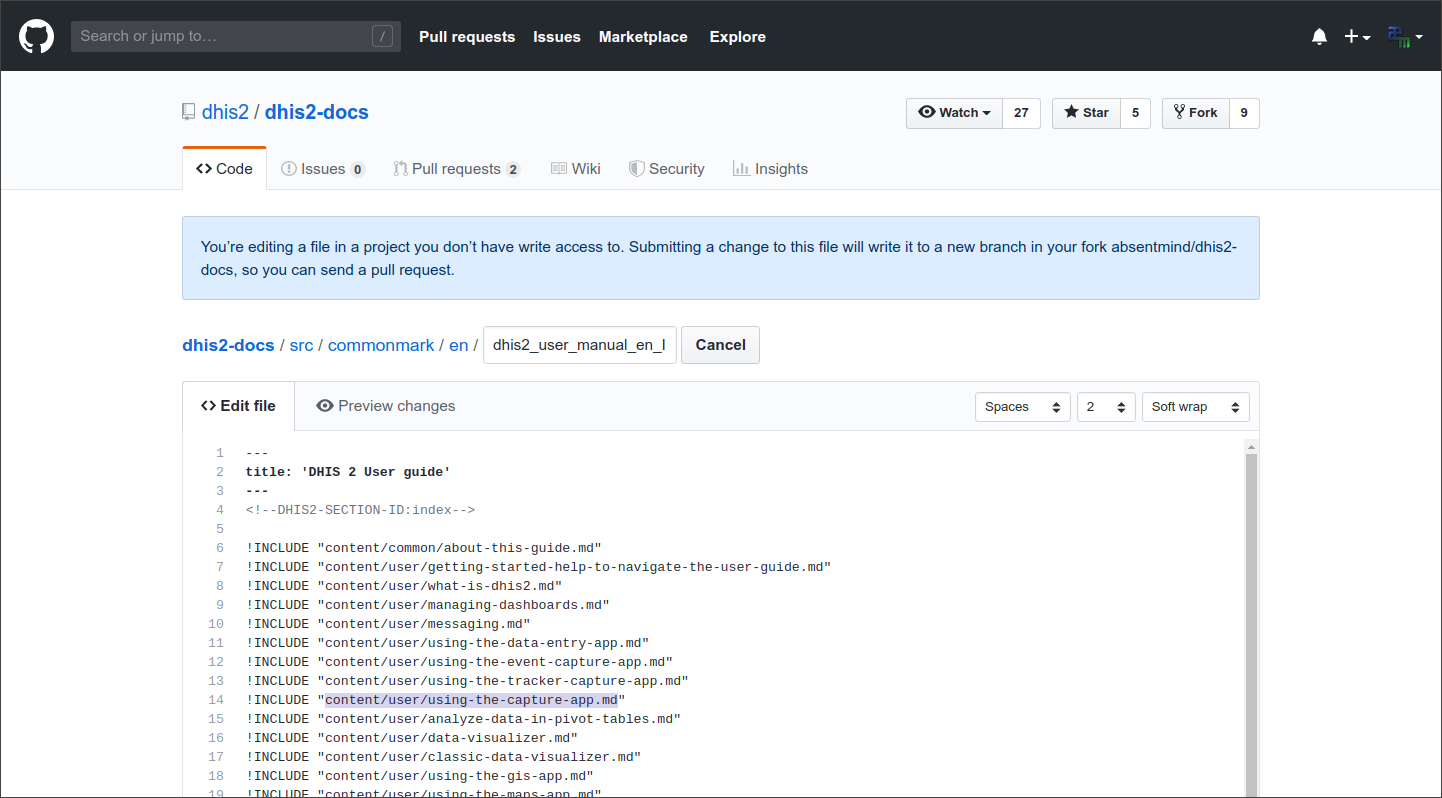 Search or jump to… /
Pull requests Issues Marketplace Explore
dhis2 / dhis2-docs
Watch 27 Star 5 Fork 9
Code Issues 0 Pull requests 2 Wiki Security Insights
You’re editing a file in a project you don’t have write access to. Submitting a change to this file will write it to a new branch in your fork absentmind/dhis2-
docs, so you can send a pull request.
dhis2-docs / src / commonmark / en / dhis2_user_manual_en_I Cancel
Edit file Preview changes Spaces 2 Soft wrap
1 ---
2 title: 'DHIS 2 User guide'
3 ---
4 <!--DHIS2-SECTION-ID:index-->
5
6 !INCLUDE "content/common/about-this-guide.md"
7 !INCLUDE "content/user/getting-started-help-to-navigate-the-user-guide.md"
8 !INCLUDE "content/user/what-is-dhis2.md"
9 !INCLUDE "content/user/managing-dashboards.md"
10 !INCLUDE "content/user/messaging.md"
11 !INCLUDE "content/user/using-the-data-entry-app.md"
12 !INCLUDE "content/user/using-the-event-capture-app.md"
13 !INCLUDE "content/user/using-the-tracker-capture-app.md"
14 !INCLUDE "content/user/using-the-capture-app.md"
15 !INCLUDE "content/user/analyze-data-in-pivot-tables.md"
16 !INCLUDE "content/user/data-visualizer.md"
17 !INCLUDE "content/user/classic-data-visualizer.md"
18 !INCLUDE "content/user/using-the-gis-app.md"
19 !INCLUDE "content/user/using-the-maps-app.md"